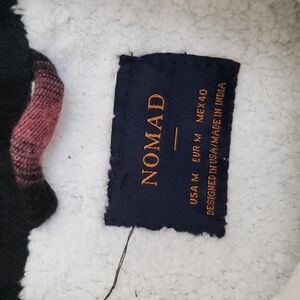 NOMAD
USA M EUR M MEX40
DESIGNED IN USA/MADE IN INDIA